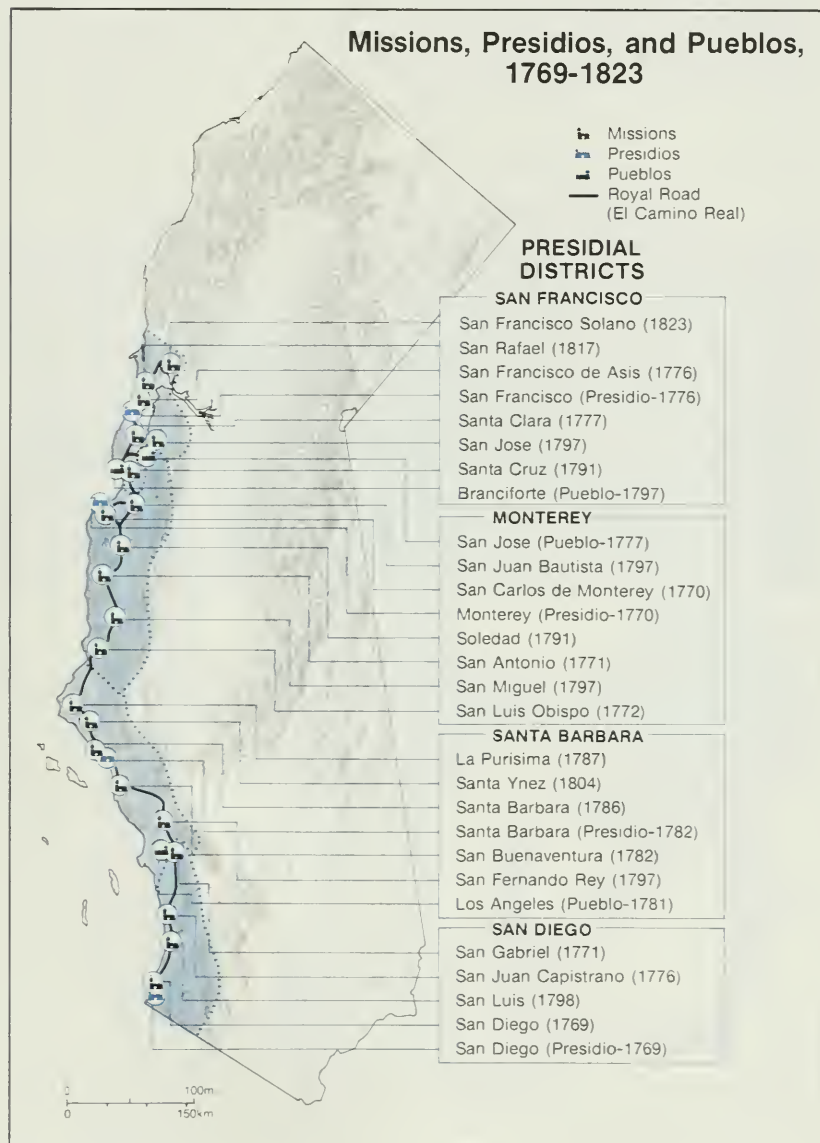 Missions, Presidios, and Pueblos,
1769-1823
Missions
Presidios
Pueblos
Royal Road
(El Camino Real)
PRESIDIAL
DISTRICTS
SAN FRANCISCO
San Francisco Solano (1823)
San Rafael (1817)
San Francisco de Asis (1776)
San Francisco (Presidio-1776)
Santa Clara (1777)
San Jose (1797)
Santa Cruz (1791)
Branciforte (Pueblo-1797)
MONTEREY
San Jose (Pueblo-1777)
San Juan Bautista (1797)
San Carlos de Monterey (1770)
Monterey (Presidio-1770)
Soledad (1791)
San Antonio (1771)
San Miguel (1797)
San Luis Obispo (1772)
SANTA BARBARA
La Purisima (1787)
Santa Ynez (1804)
Santa Barbara (1786)
Santa Barbara (Presidio-1782)
San Buenaventura (1782)
San Fernando Rey (1797)
Los Angeles (Pueblo-1781)
SAN DIEGO
San Gabriel (1771)
San Juan Capistrano (1776)
San Luis (1798)
San Diego (1769)
San Diego (Presidio-1769)
0 100m
0 150km